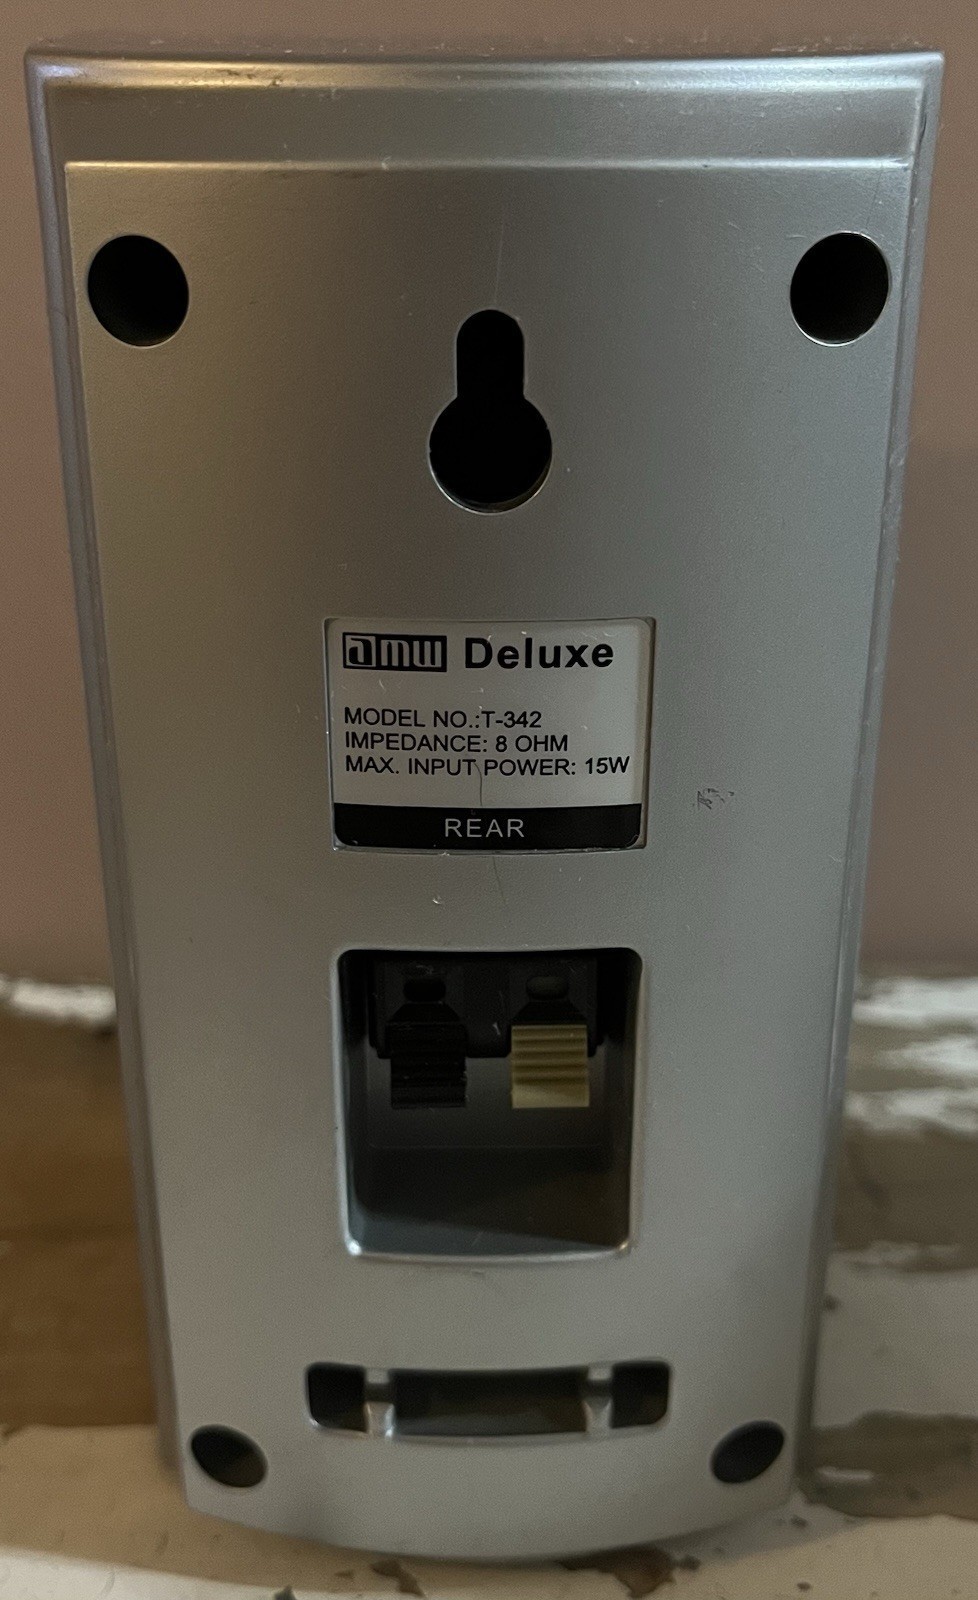 amw Deluxe
MODEL NO.:T-342
IMPEDANCE: 8 OHM
MAX. INPUT POWER: 15W
REAR